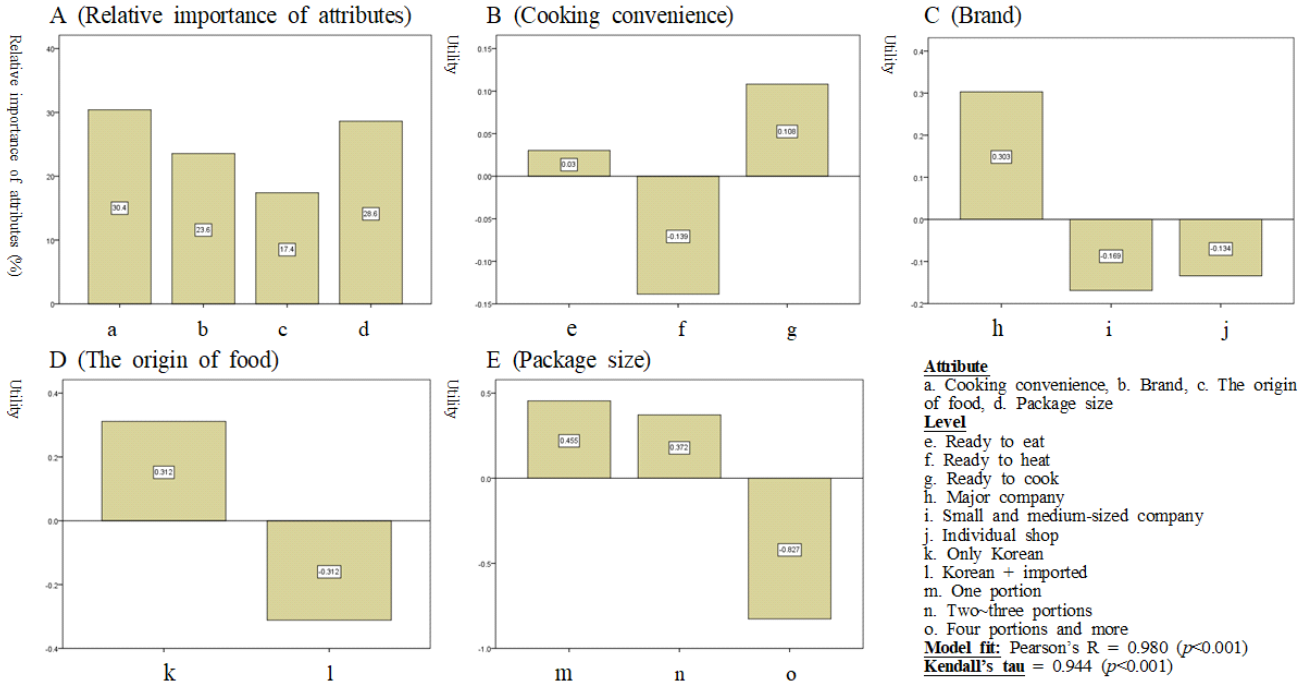 A (Relative importance of attributes)
Relative importance of attributes (%)
40
30
20
10
0
30.4
23.6
17.4
28.6
a b c d
B (Cooking convenience)
Utility
0.15
0.10
0.05
0.00
-0.05
-0.10
-0.15
0.03
-0.139
0.108
e f g
C (Brand)
Utility
0.4
0.3
0.2
0.1
0.0
-0.1
-0.2
0.303
-0.169
-0.134
h i j
D (The origin of food)
Utility
0.4
0.2
0.0
-0.2
-0.4
0.312
-0.312
k l
E (Package size)
Utility
0.5
0.0
-0.5
-1.0
0.455
0.372
-0.827
m n o
Attribute
a. Cooking convenience, b. Brand, c. The origin
of food, d. Package size
Level
e. Ready to eat
f. Ready to heat
g. Ready to cook
h. Major company
i. Small and medium-sized company
j. Individual shop
k. Only Korean
l. Korean + imported
m. One portion
n. Two~three portions
o. Four portions and more
Model fit: Pearson's R = 0.980 (p<0.001)
Kendall's tau = 0.944 (p<0.001)